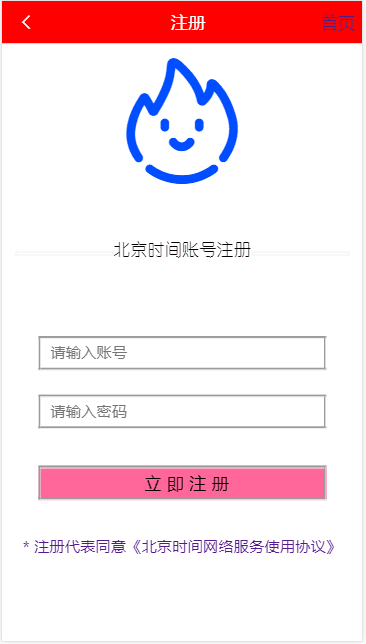 注册
首页
北京时间账号注册
请输入账号
请输入密码
立即注册
* 注册代表同意《北京时间网络服务使用协议》